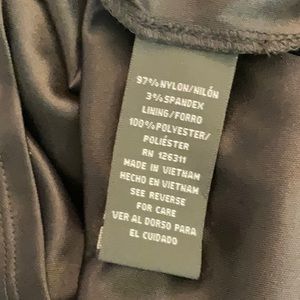 97% NYLON/NILÓN
3% SPANDEX
LINING/FORRO
100% POLYESTER/
POLIÉSTER
RN 126311
MADE IN VIETNAM
HECHO EN VIETNAM
SEE REVERSE
FOR CARE
VER AL DORSO PARA
EL CUIDADO